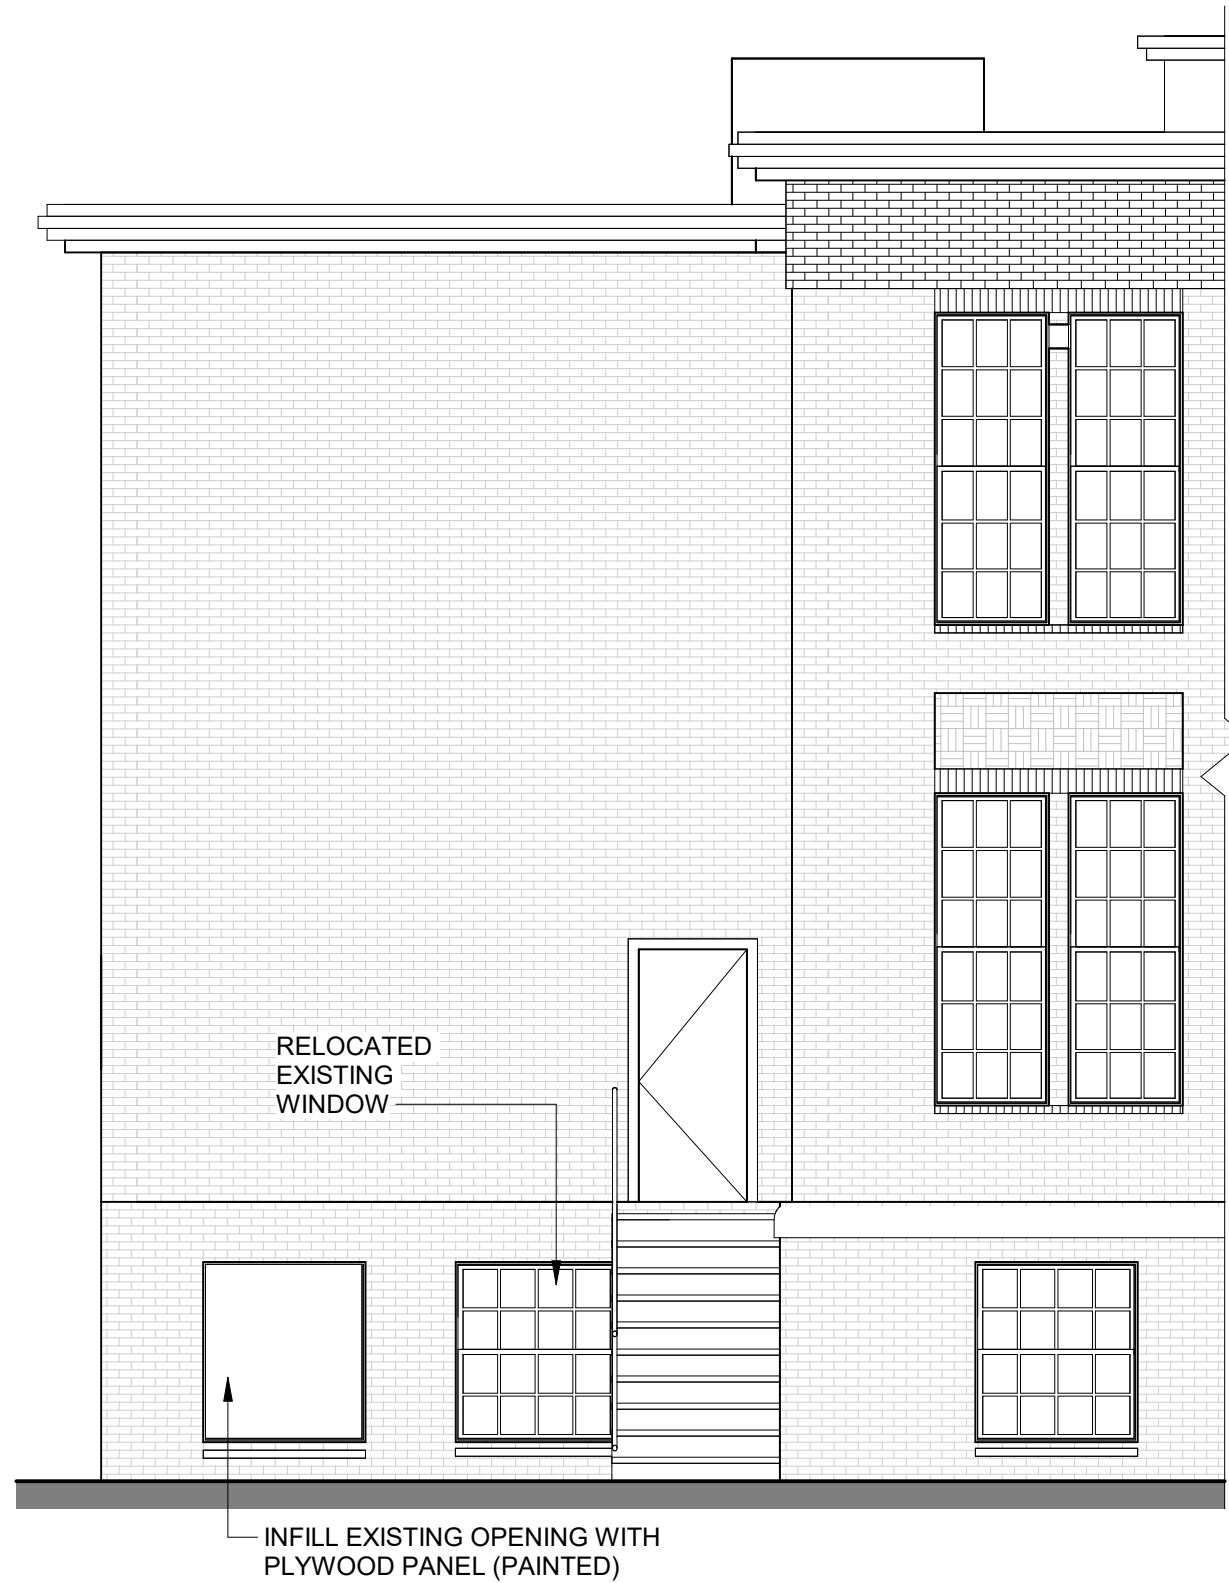 RELOCATED
EXISTING
WINDOW
INFILL EXISTING OPENING WITH
PLYWOOD PANEL (PAINTED)